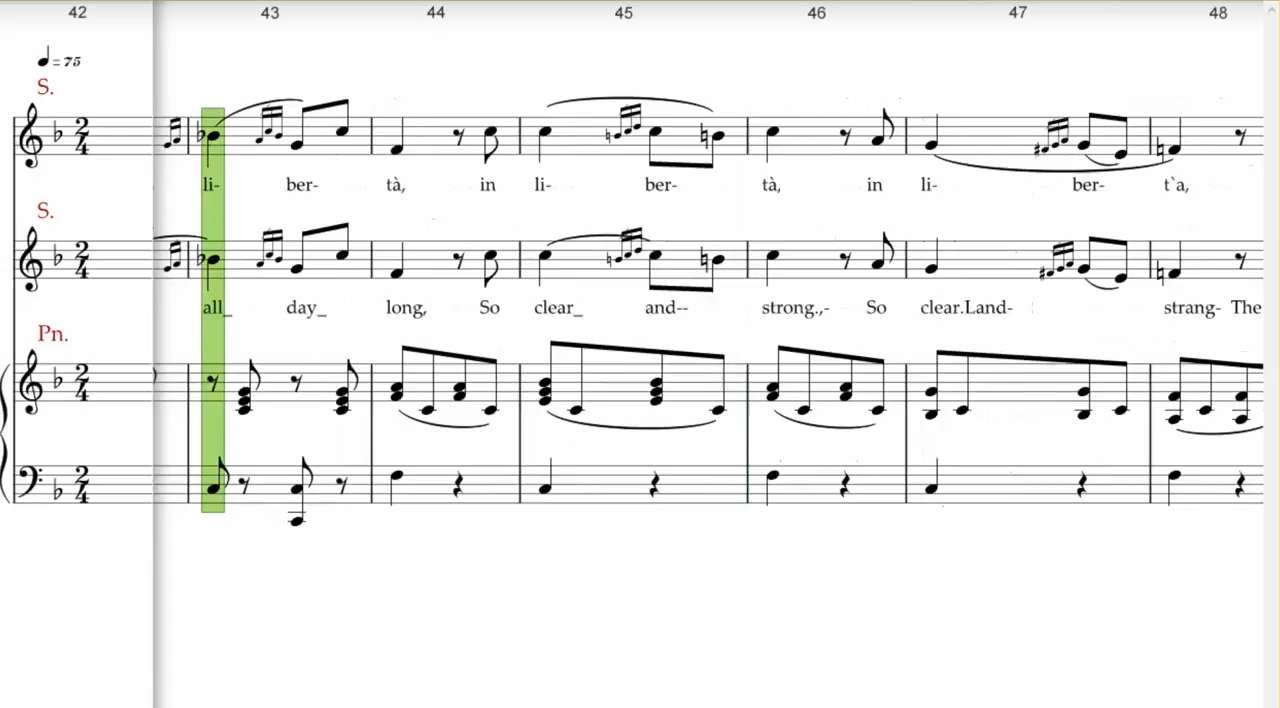 42 43 44 45 46 47 48
= 75
S.
li- ber- tà, in li- ber- tà, in li- ber- t`a,
S.
all_ day_ long, So clear_ and-- strong.,- So clear.Land- strang- The
Pn.